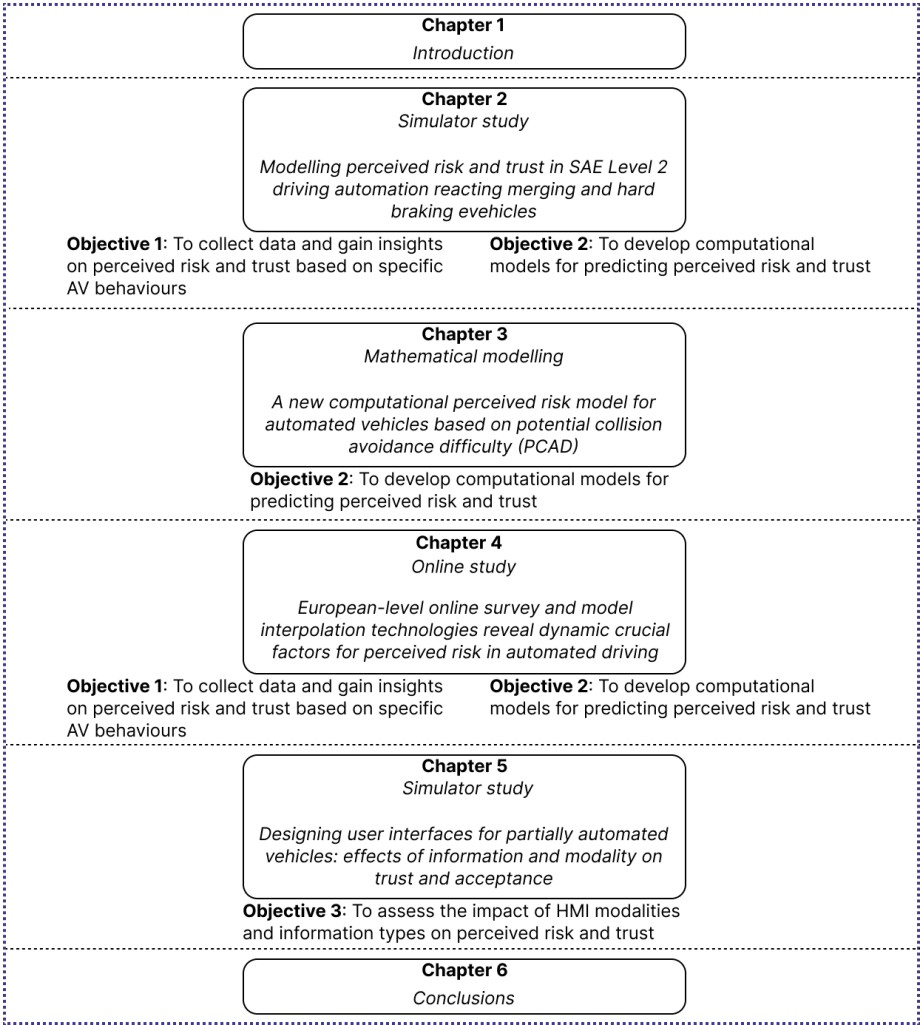 Chapter 1
Introduction
Chapter 2
Simulator study
Modelling perceived risk and trust in SAE Level 2
driving automation reacting merging and hard
braking evehicles
Objective 1: To collect data and gain insights
on perceived risk and trust based on specific
AV behaviours
Objective 2: To develop computational
models for predicting perceived risk and trust
Chapter 3
Mathematical modelling
A new computational perceived risk model for
automated vehicles based on potential collision
avoidance difficulty (PCAD)
Objective 2: To develop computational models for
predicting perceived risk and trust
Chapter 4
Online study
European-level online survey and model
interpolation technologies reveal dynamic crucial
factors for perceived risk in automated driving
Objective 1: To collect data and gain insights
on perceived risk and trust based on specific
AV behaviours
Objective 2: To develop computational
models for predicting perceived risk and trust
Chapter 5
Simulator study
Designing user interfaces for partially automated
vehicles: effects of information and modality on
trust and acceptance
Objective 3: To assess the impact of HMI modalities
and information types on perceived risk and trust
Chapter 6
Conclusions